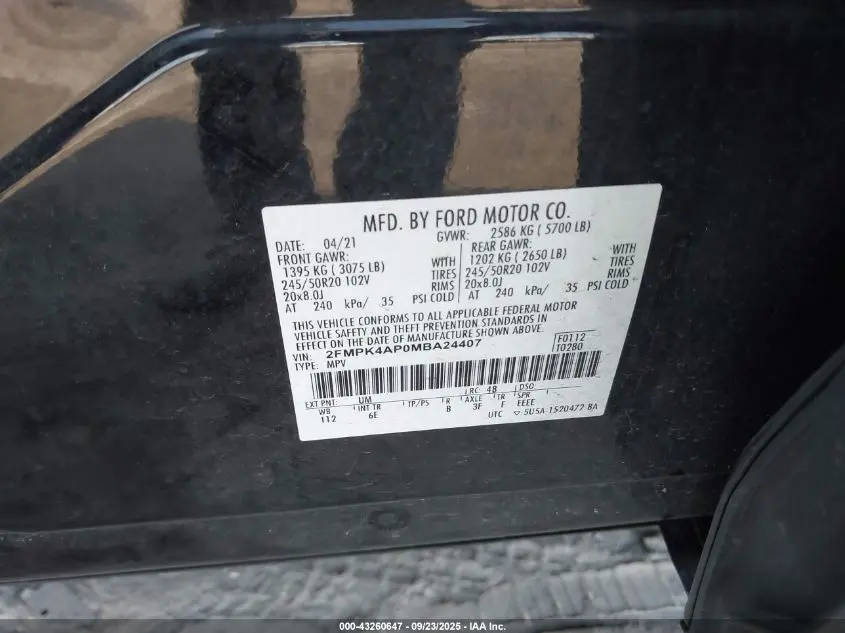 MFD. BY FORD MOTOR CO.
DATE: 04/21 GVWR: 2586 KG ( 5700 LB)
FRONT GAWR: WITH REAR GAWR: WITH
1395 KG ( 3075 LB) TIRES 1202 KG ( 2650 LB) TIRES
245/50R20 102V RIMS 245/50R20 102V RIMS
20x8.0J 20x8.0J
AT 240 kPa/ 35 PSI COLD AT 240 kPa/ 35 PSI COLD
THIS VEHICLE CONFORMS TO ALL APPLICABLE FEDERAL MOTOR
VEHICLE SAFETY AND THEFT PREVENTION STANDARDS IN
EFFECT ON THE DATE OF MANUFACTURE SHOWN ABOVE.
VIN: 2FMPK4AP0MBA24407 F0112
TYPE: MPV T0280
EXT PNT: UM RC: 48 DSO:
WB INT TR TP/PS R AXLE TR SPR
112 6E B 3F F EEEE
UTC ▽ 5U5A-1520472-BA
000-43260647 - 09/23/2025 - IAA Inc.